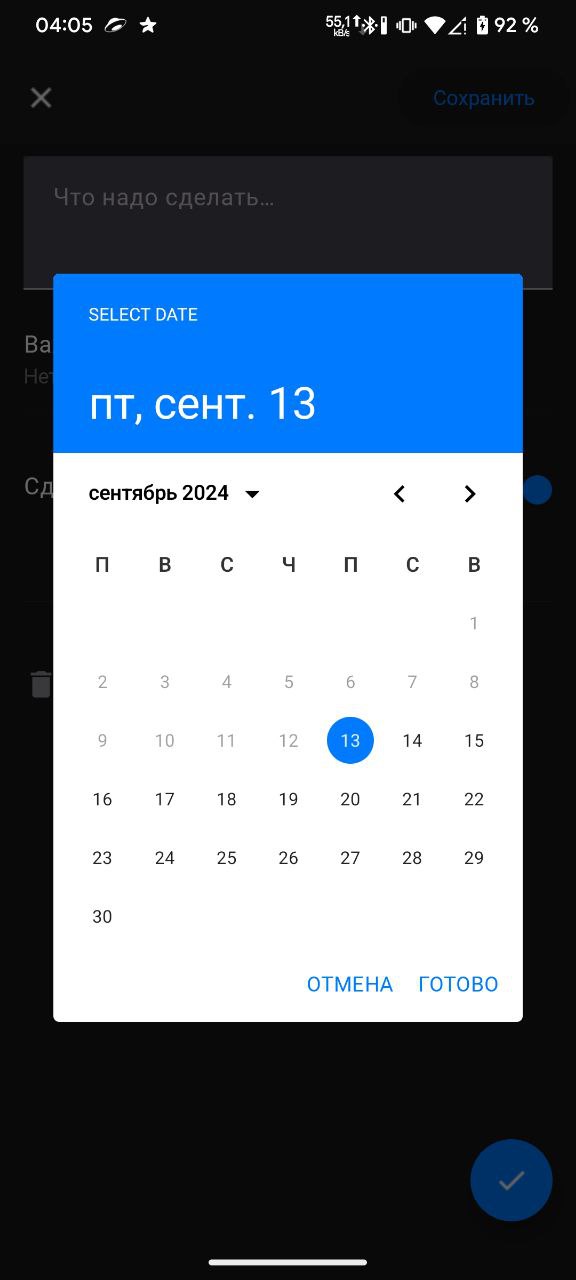 04:05 55,1 kB/s 92 %
Сохранить
Что надо сделать…
SELECT DATE
Ва
Нет
пт, сент. 13
сентябрь 2024
Сд
П В С Ч П С В
1
2 3 4 5 6 7 8
9 10 11 12 13 14 15
16 17 18 19 20 21 22
23 24 25 26 27 28 29
30
ОТМЕНА ГОТОВО